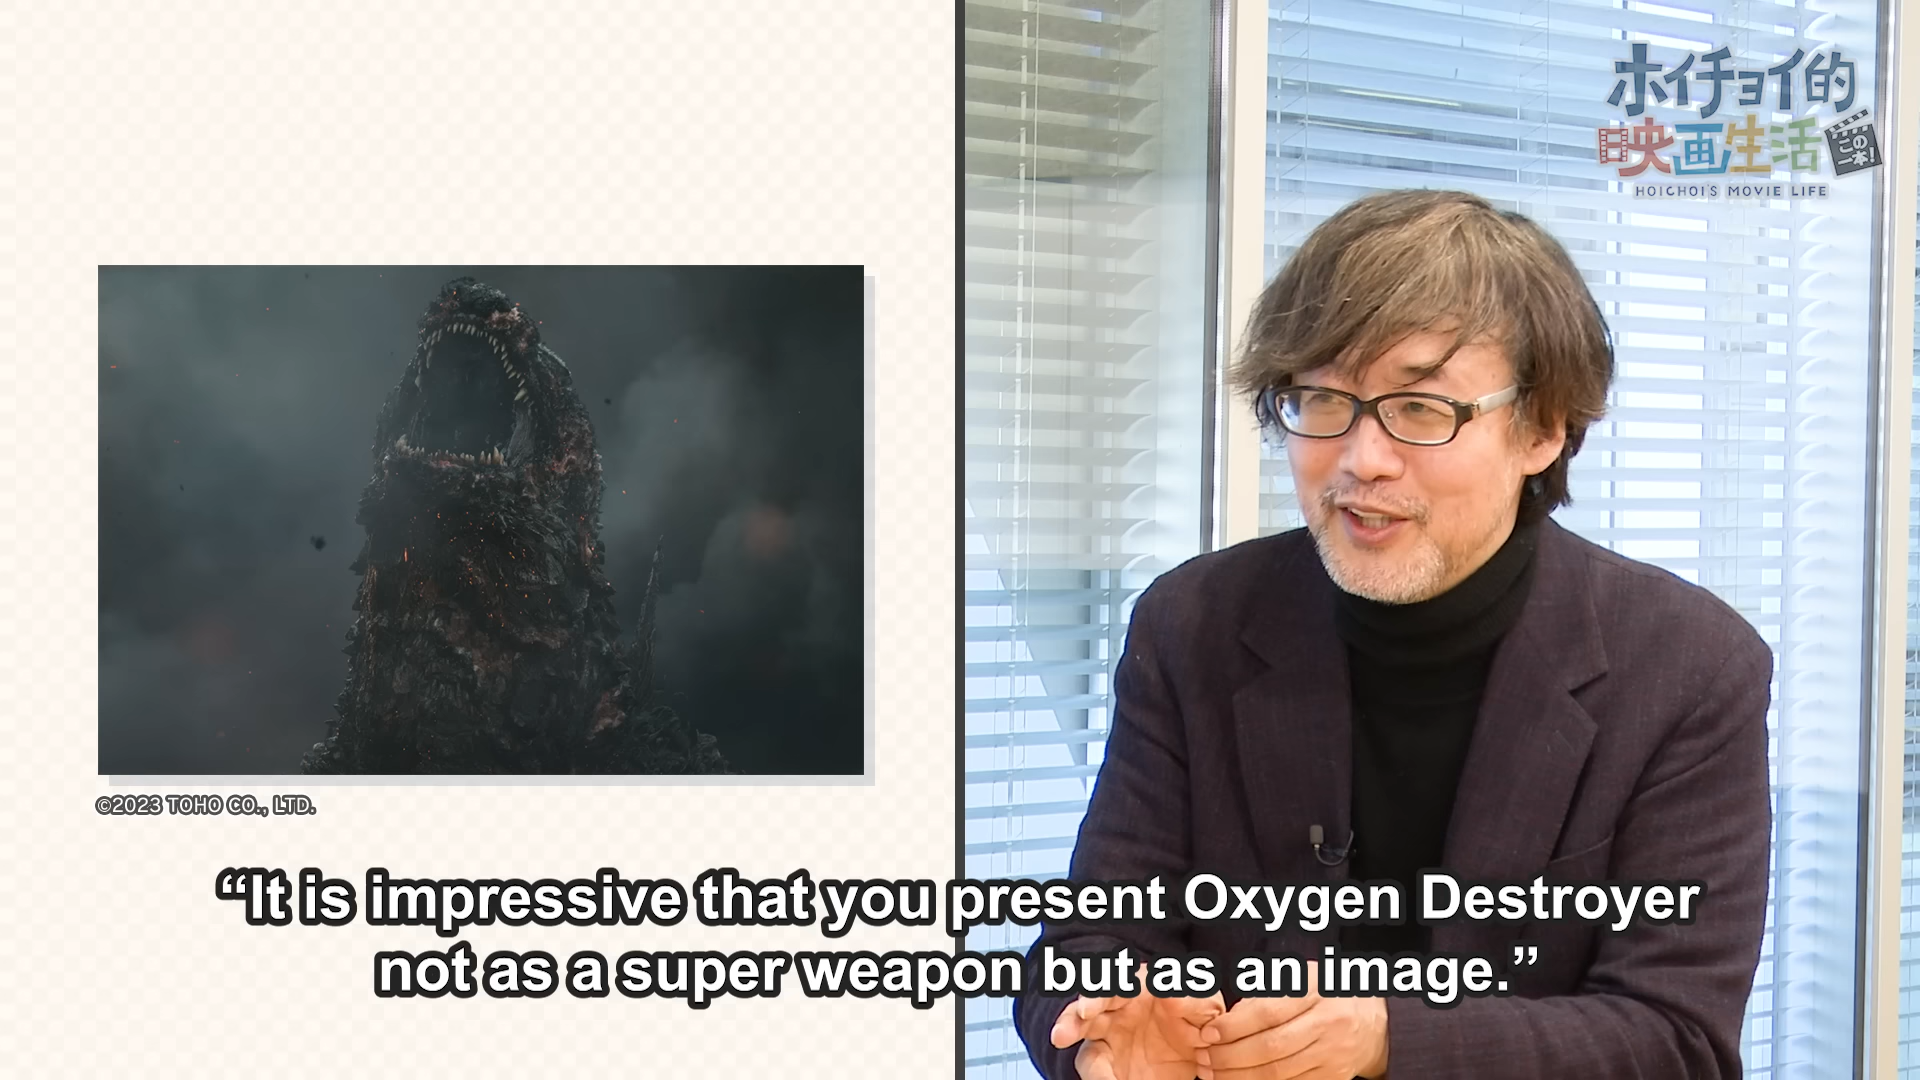 ホイチョイ的
映画生活
この
一本!
HOICHOI'S MOVIE LIFE
©2023 TOHO CO., LTD.
“It is impressive that you present Oxygen Destroyer
not as a super weapon but as an image.”